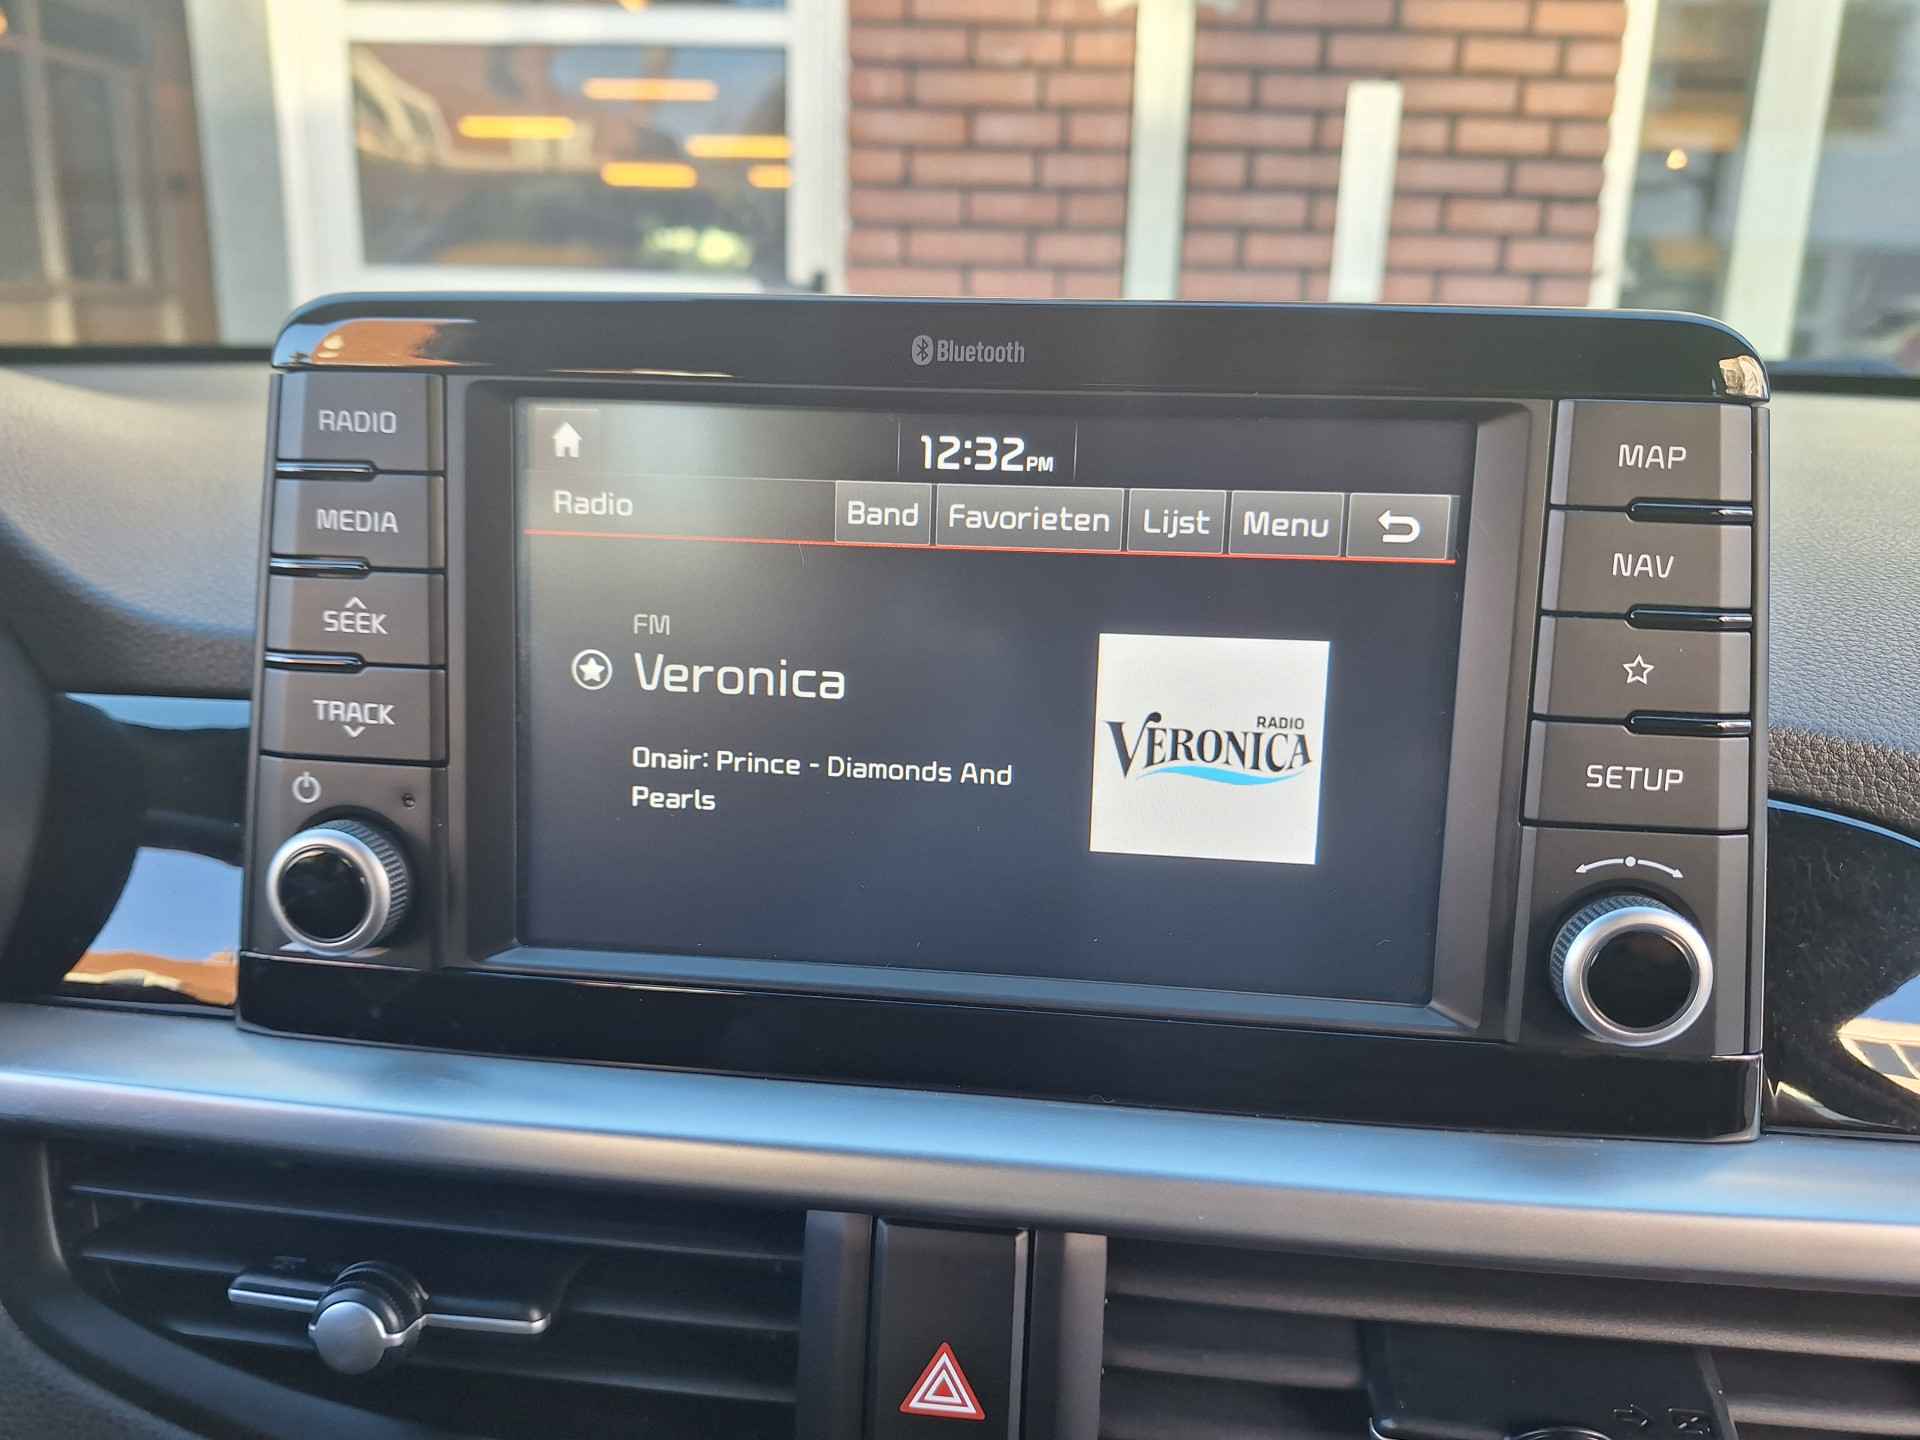 Bluetooth
RADIO
MEDIA
SEEK
TRACK
12:32PM
Radio
Band
Favorieten
Lijst
Menu
FM
Veronica
Onair: Prince - Diamonds And
Pearls
RADIO
VERONICA
MAP
NAV
SETUP